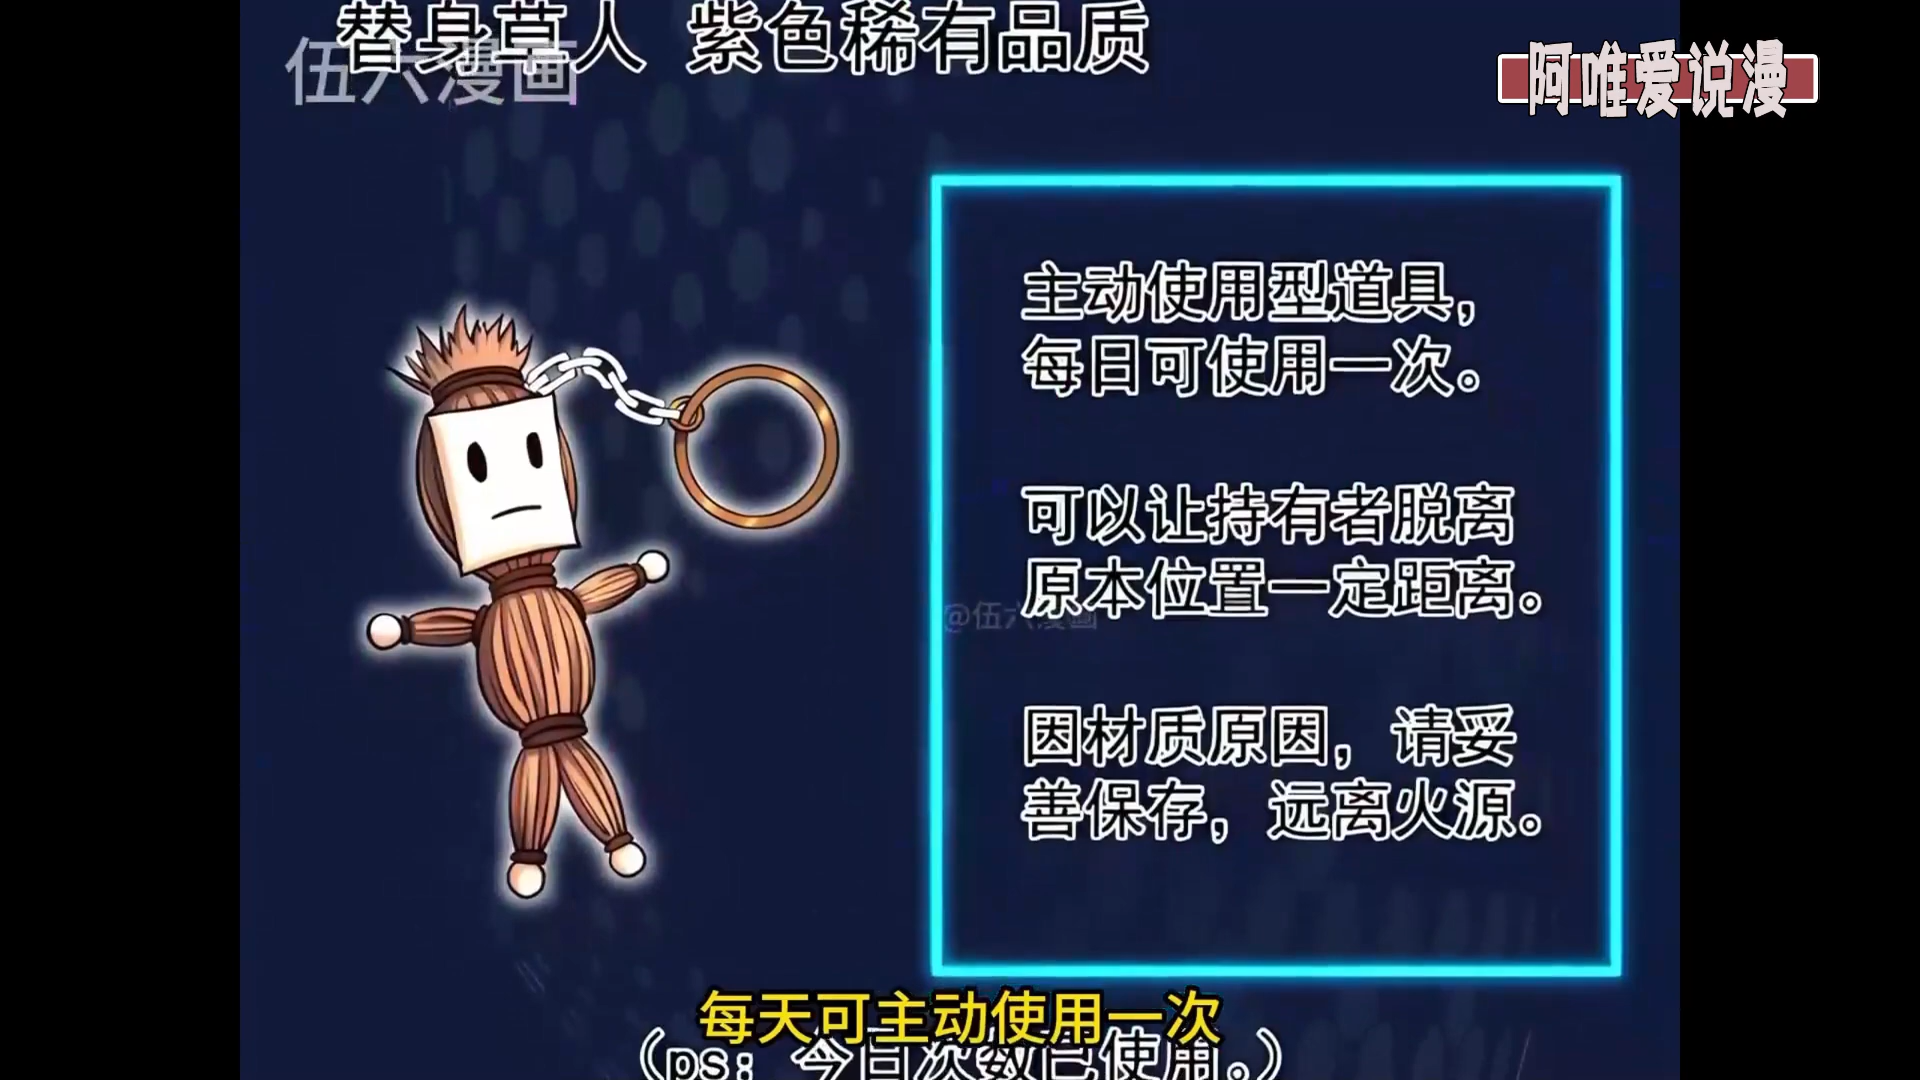 替身草人 紫色稀有品质
伍六漫画
阿唯爱说漫
主动使用型道具，
每日可使用一次。
可以让持有者脱离
原本位置一定距离。
@伍六漫画
因材质原因，请妥
善保存，远离火源。
每天可主动使用一次
（ps：今日次数已使用。）